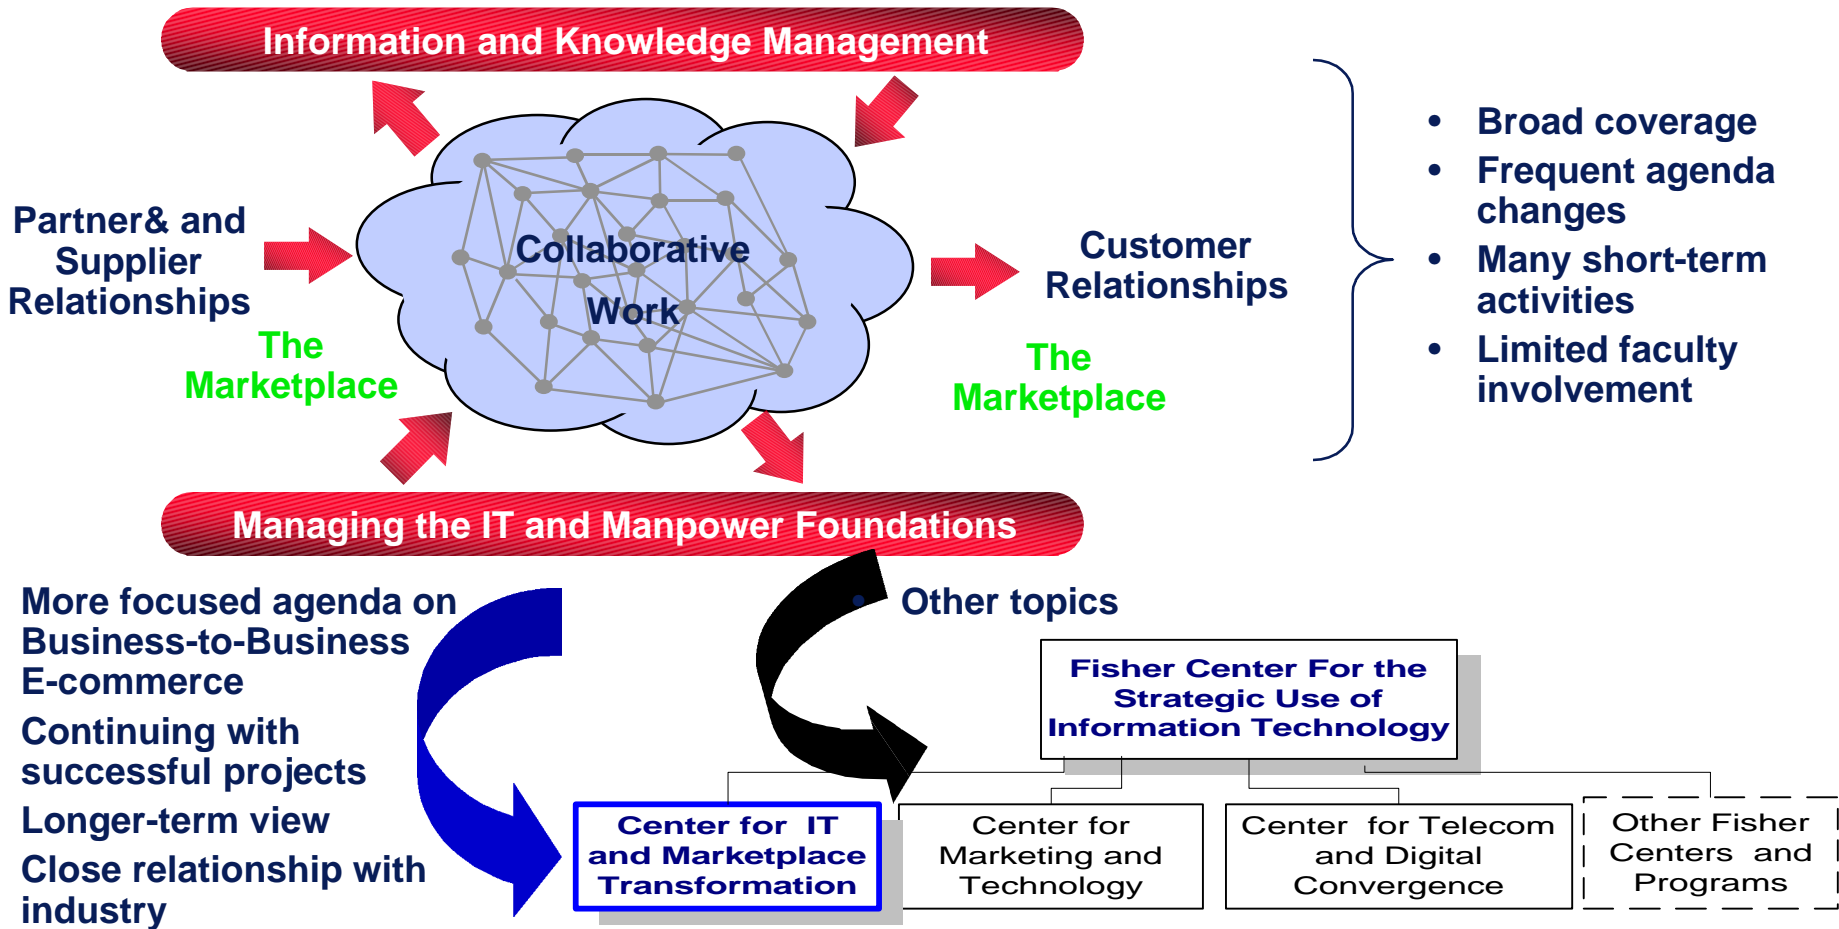 Information and Knowledge Management
Partner& and
Supplier
Relationships
Collaborative
Work
Customer
Relationships
The
Marketplace
The
Marketplace
• Broad coverage
• Frequent agenda
changes
• Many short-term
activities
• Limited faculty
involvement
Managing the IT and Manpower Foundations
More focused agenda on
Business-to-Business
E-commerce
Continuing with
successful projects
Longer-term view
Close relationship with
industry
• Other topics
Fisher Center For the
Strategic Use of
Information Technology
Center for IT
and Marketplace
Transformation
Center for
Marketing and
Technology
Center for Telecom
and Digital
Convergence
Other Fisher
Centers and
Programs